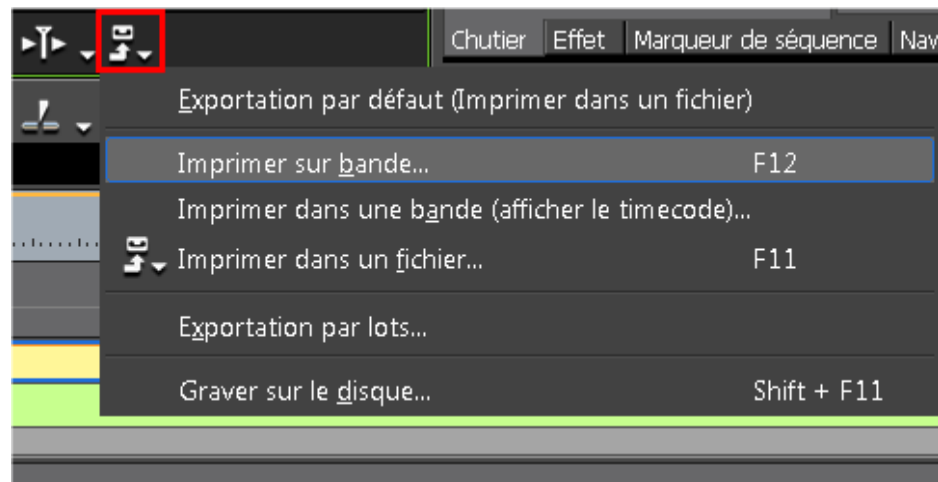 Chutier Effet Marqueur de séquence Nav
Exportation par défaut (Imprimer dans un fichier)
Imprimer sur bande... F12
Imprimer dans une bande (afficher le timecode)...
Imprimer dans un fichier... F11
Exportation par lots...
Graver sur le disque... Shift + F11